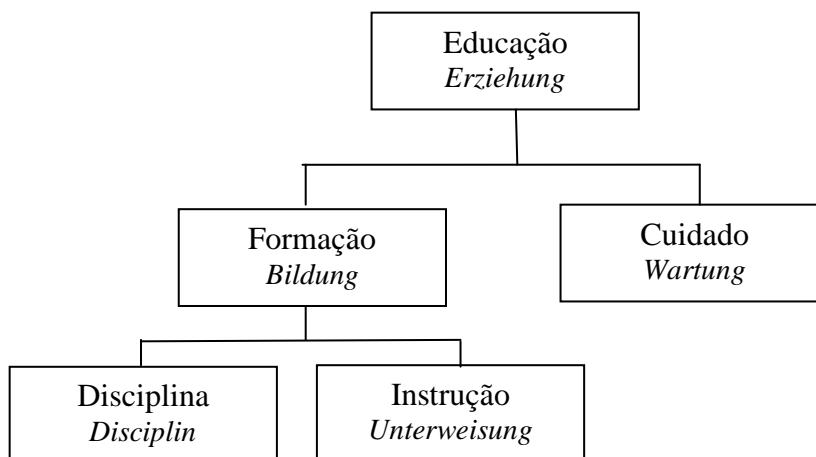 Educação
Erziehung
Formação
Bildung
Cuidado
Wartung
Disciplina
Disciplin
Instrução
Unterweisung